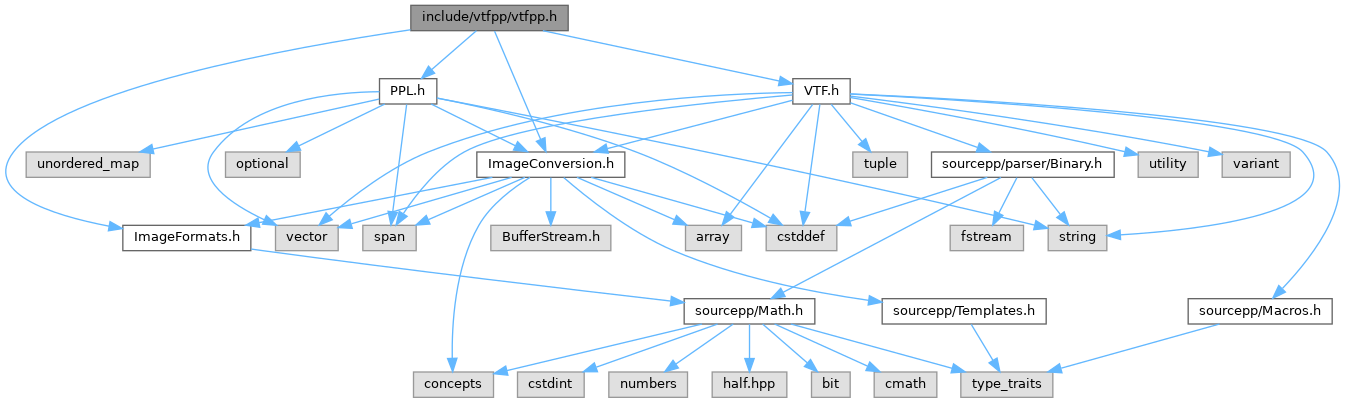 include/vtfpp/vtfpp.h
PPL.h
VTF.h
unordered_map
optional
ImageConversion.h
tuple
sourcepp/parser/Binary.h
utility
variant
ImageFormats.h
vector
span
BufferStream.h
array
cstddef
fstream
string
sourcepp/Math.h
sourcepp/Templates.h
sourcepp/Macros.h
concepts
cstdint
numbers
half.hpp
bit
cmath
type_traits